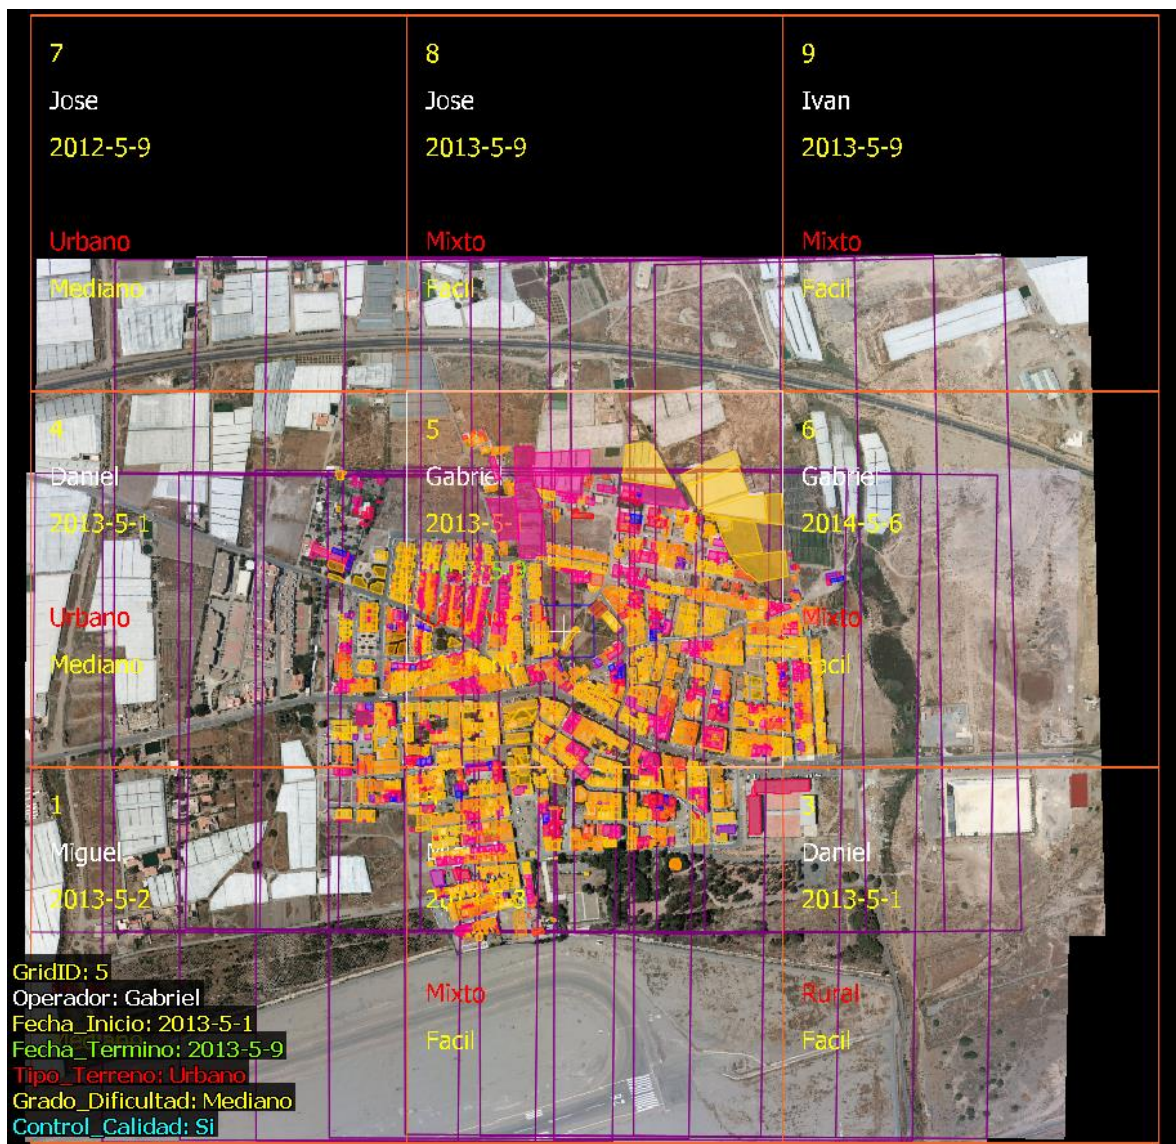 7
Jose
2012-5-9
Urbano
Mediano
8
Jose
2013-5-9
Mixto
Facil
9
Ivan
2013-5-9
Mixto
Facil
4
Daniel
2013-5-1
Urbano
Mediano
5
Gabriel
6
Gabriel
2014-5-6
Mixto
Facil
1
Miguel
2013-5-2
Mixto
Facil
3
Daniel
2013-5-1
Rural
Facil
GridID: 5
Operador: Gabriel
Fecha_Inicio: 2013-5-1
Fecha_Termino: 2013-5-9
Tipo_Terreno: Urbano
Grado_Dificultad: Mediano
Control_Calidad: Si